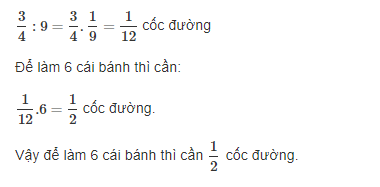 3/4 : 9 = 3/4 . 1/9 = 1/12 cốc đường
Để làm 6 cái bánh thì cần:
1/12 .6 = 1/2 cốc đường.
Vậy để làm 6 cái bánh thì cần 1/2 cốc đường.